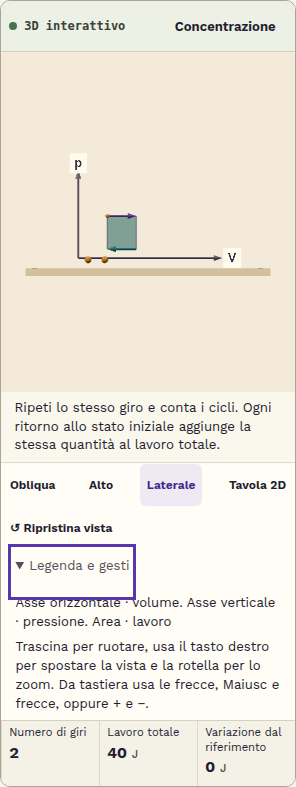 3D interattivo
Concentrazione
p
V
Ripeti lo stesso giro e conta i cicli. Ogni
ritorno allo stato iniziale aggiunge la
stessa quantità al lavoro totale.
Obliqua
Alto
Laterale
Tavola 2D
↺ Ripristina vista
▼ Legenda e gesti
Asse orizzontale · volume. Asse verticale
· pressione. Area · lavoro
Trascina per ruotare, usa il tasto destro
per spostare la vista e la rotella per lo
zoom. Da tastiera usa le frecce, Maiusc e
frecce, oppure + e −.
Numero di giri
2
Lavoro totale
40 J
Variazione dal
riferimento
0 J